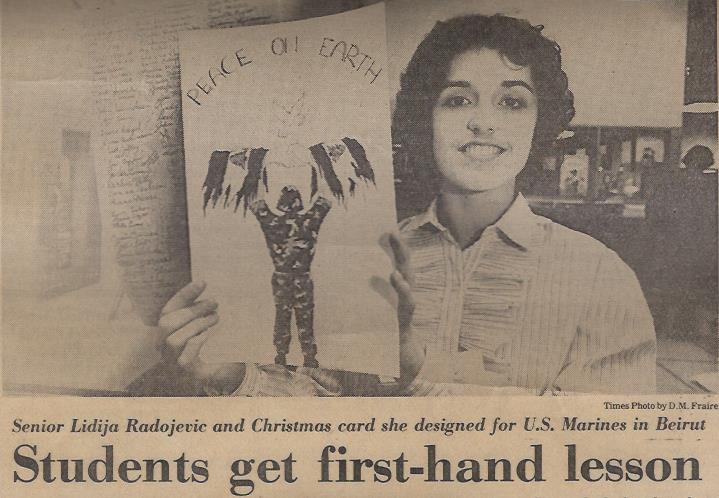 PEACE ON EARTH
Times Photo by D.M. Fraire
Senior Lidija Radojevic and Christmas card she designed for U.S. Marines in Beirut
Students get first-hand lesson